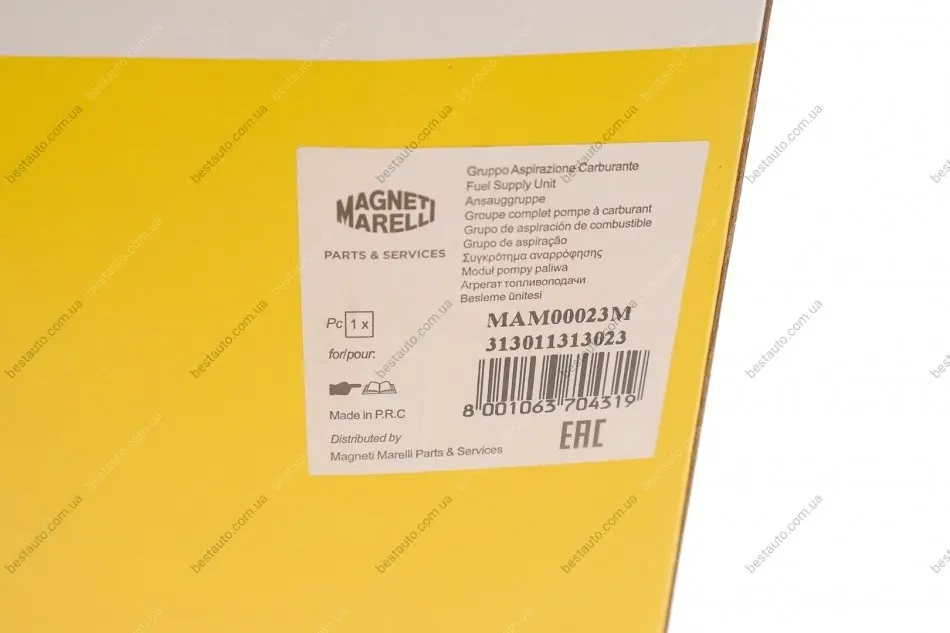 MAGNETI
MARELLI
PARTS & SERVICES
Gruppo Aspirazione Carburante
Fuel Supply Unit
Ansauggruppe
Groupe complet pompe à carburant
Grupo de aspiración de combustible
Grupo de aspiração
Συγκρότημα αναρρόφησης
Moduł pompy paliwa
Агрегат топливоподачи
Besleme ünitesi
MAM00023M
313011313023
8 001063 704319
EAC
Pc 1 x
for/pour:
Made in P.R.C
Distributed by
Magneti Marelli Parts & Services
bestauto.com.ua